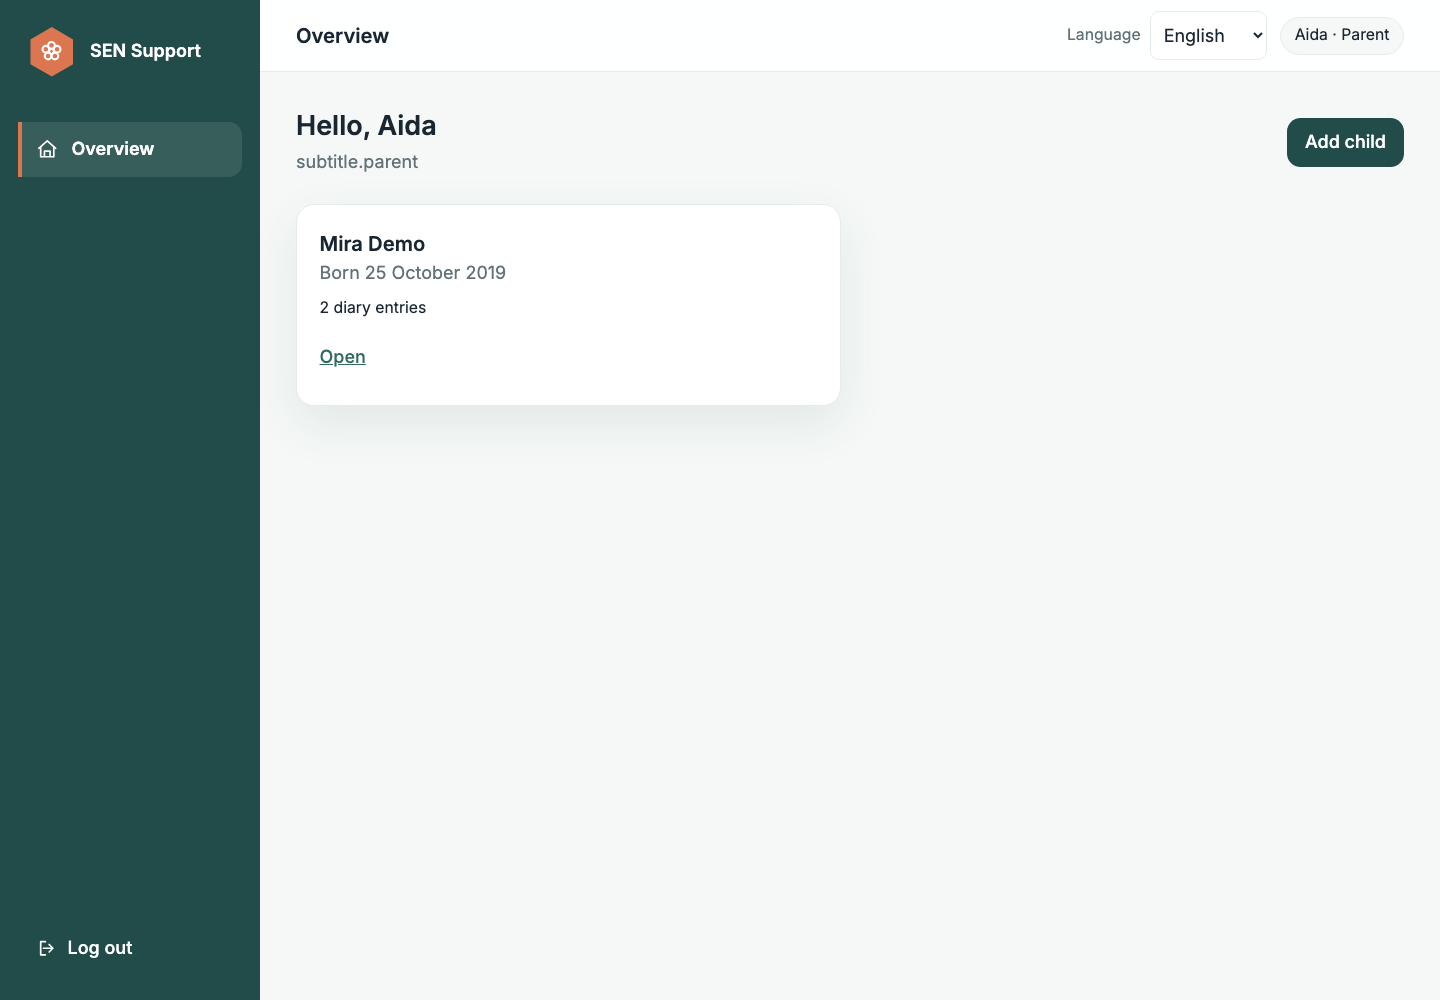 SEN Support
Overview
Log out
Overview
Language
English
Aida · Parent
Hello, Aida
subtitle.parent
Add child
Mira Demo
Born 25 October 2019
2 diary entries
Open